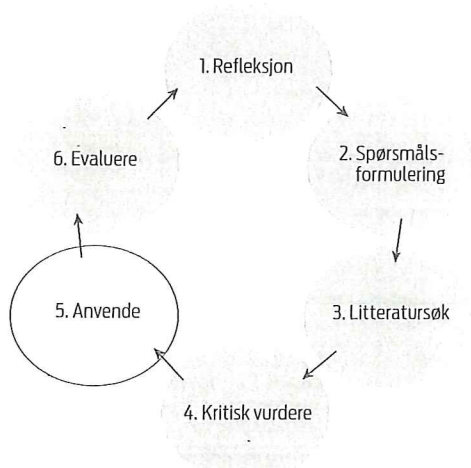 1. Refleksjon
2. Spørsmåls-
formulering
3. Litteratursøk
4. Kritisk vurdere
5. Anvende
6. Evaluere